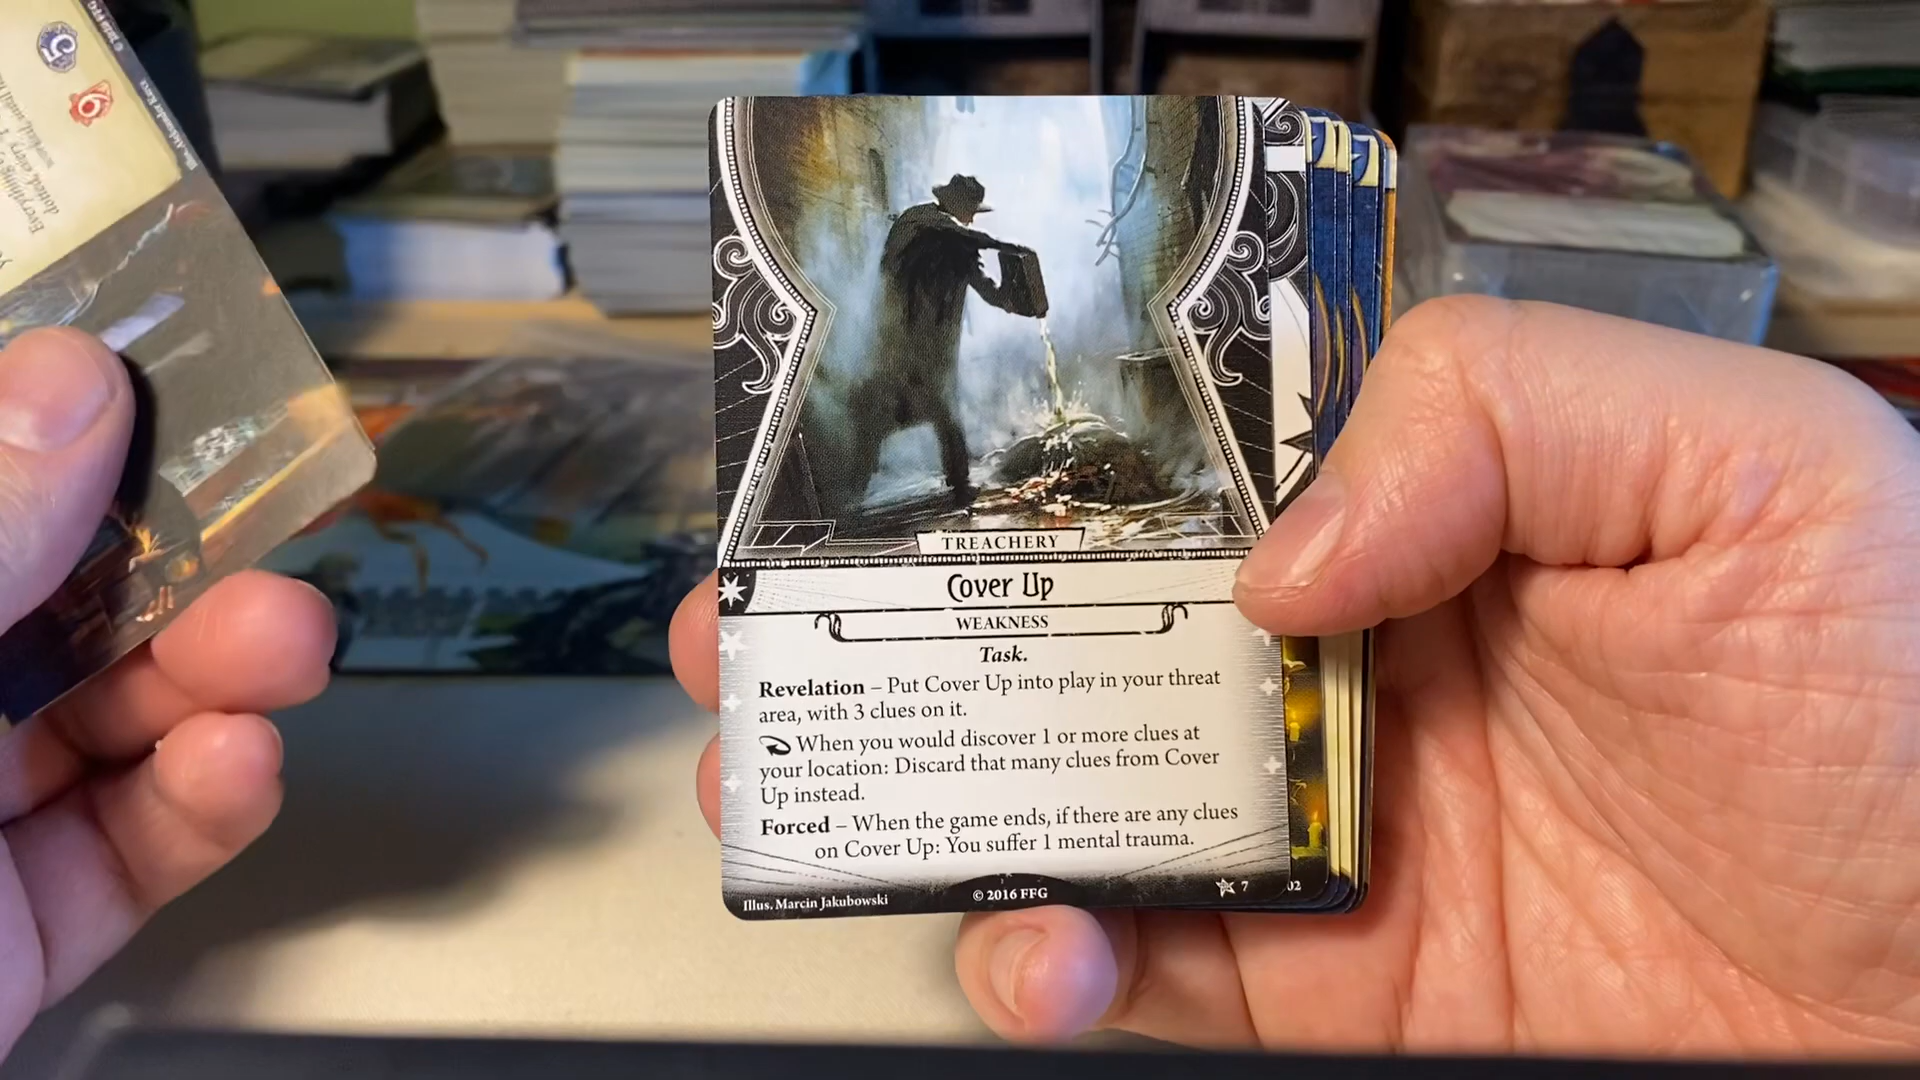 TREACHERY
Cover Up
WEAKNESS
Task.
Revelation – Put Cover Up into play in your threat
area, with 3 clues on it.
When you would discover 1 or more clues at
your location: Discard that many clues from Cover
Up instead.
Forced – When the game ends, if there are any clues
on Cover Up: You suffer 1 mental trauma.
Illus. Marcin Jakubowski
© 2016 FFG
7
02
5
9